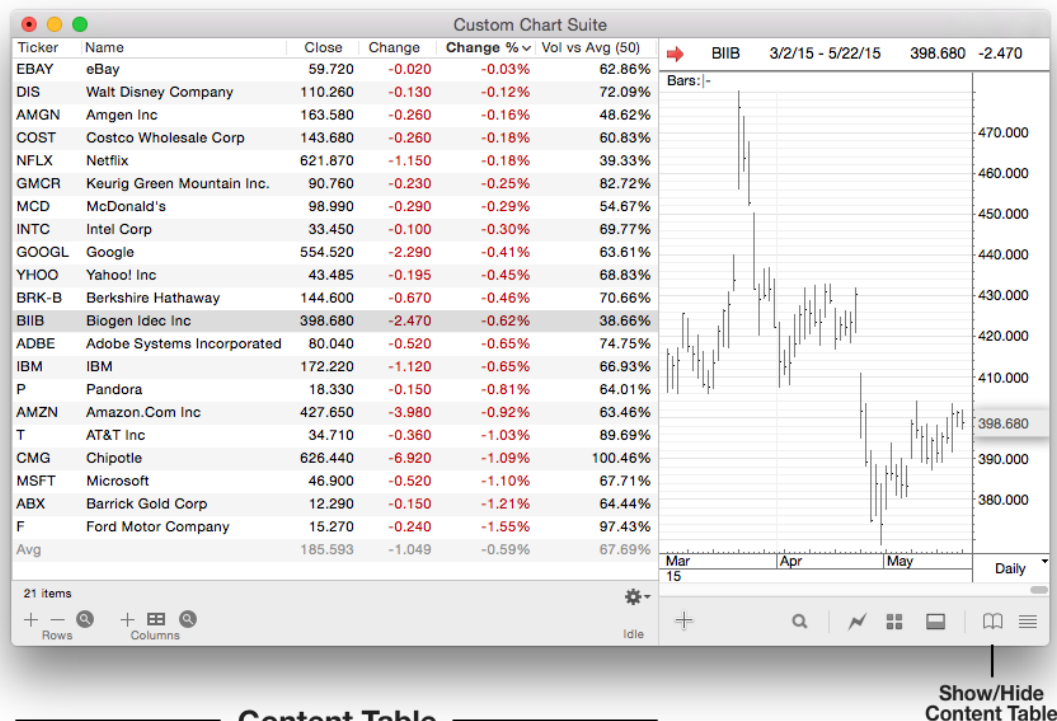 Custom Chart Suite
Ticker Name Close Change Change % Vol vs Avg (50)
EBAY eBay 59.720 -0.020 -0.03% 62.86%
DIS Walt Disney Company 110.260 -0.130 -0.12% 72.09%
AMGN Amgen Inc 163.580 -0.260 -0.16% 48.62%
COST Costco Wholesale Corp 143.680 -0.260 -0.18% 60.83%
NFLX Netflix 621.870 -1.150 -0.18% 39.33%
GMCR Keurig Green Mountain Inc. 90.760 -0.230 -0.25% 82.72%
MCD McDonald's 98.990 -0.290 -0.29% 54.67%
INTC Intel Corp 33.450 -0.100 -0.30% 69.77%
GOOGL Google 554.520 -2.290 -0.41% 63.61%
YHOO Yahoo! Inc 43.485 -0.195 -0.45% 68.83%
BRK-B Berkshire Hathaway 144.600 -0.670 -0.46% 70.66%
BIIB Biogen Idec Inc 398.680 -2.470 -0.62% 38.66%
ADBE Adobe Systems Incorporated 80.040 -0.520 -0.65% 74.75%
IBM IBM 172.220 -1.120 -0.65% 66.93%
P Pandora 18.330 -0.150 -0.81% 64.01%
AMZN Amazon.Com Inc 427.650 -3.980 -0.92% 63.46%
T AT&T Inc 34.710 -0.360 -1.03% 89.69%
CMG Chipotle 626.440 -6.920 -1.09% 100.46%
MSFT Microsoft 46.900 -0.520 -1.10% 67.71%
ABX Barrick Gold Corp 12.290 -0.150 -1.21% 64.44%
F Ford Motor Company 15.270 -0.240 -1.55% 97.43%
Avg 185.593 -1.049 -0.59% 67.69%
21 items
Rows Columns Idle
BIIB 3/2/15 - 5/22/15 398.680 -2.470
Bars:|-
470.000
460.000
450.000
440.000
430.000
420.000
410.000
398.680
390.000
380.000
Mar Apr May
15
Daily
Show/Hide
Content Table
Content Table